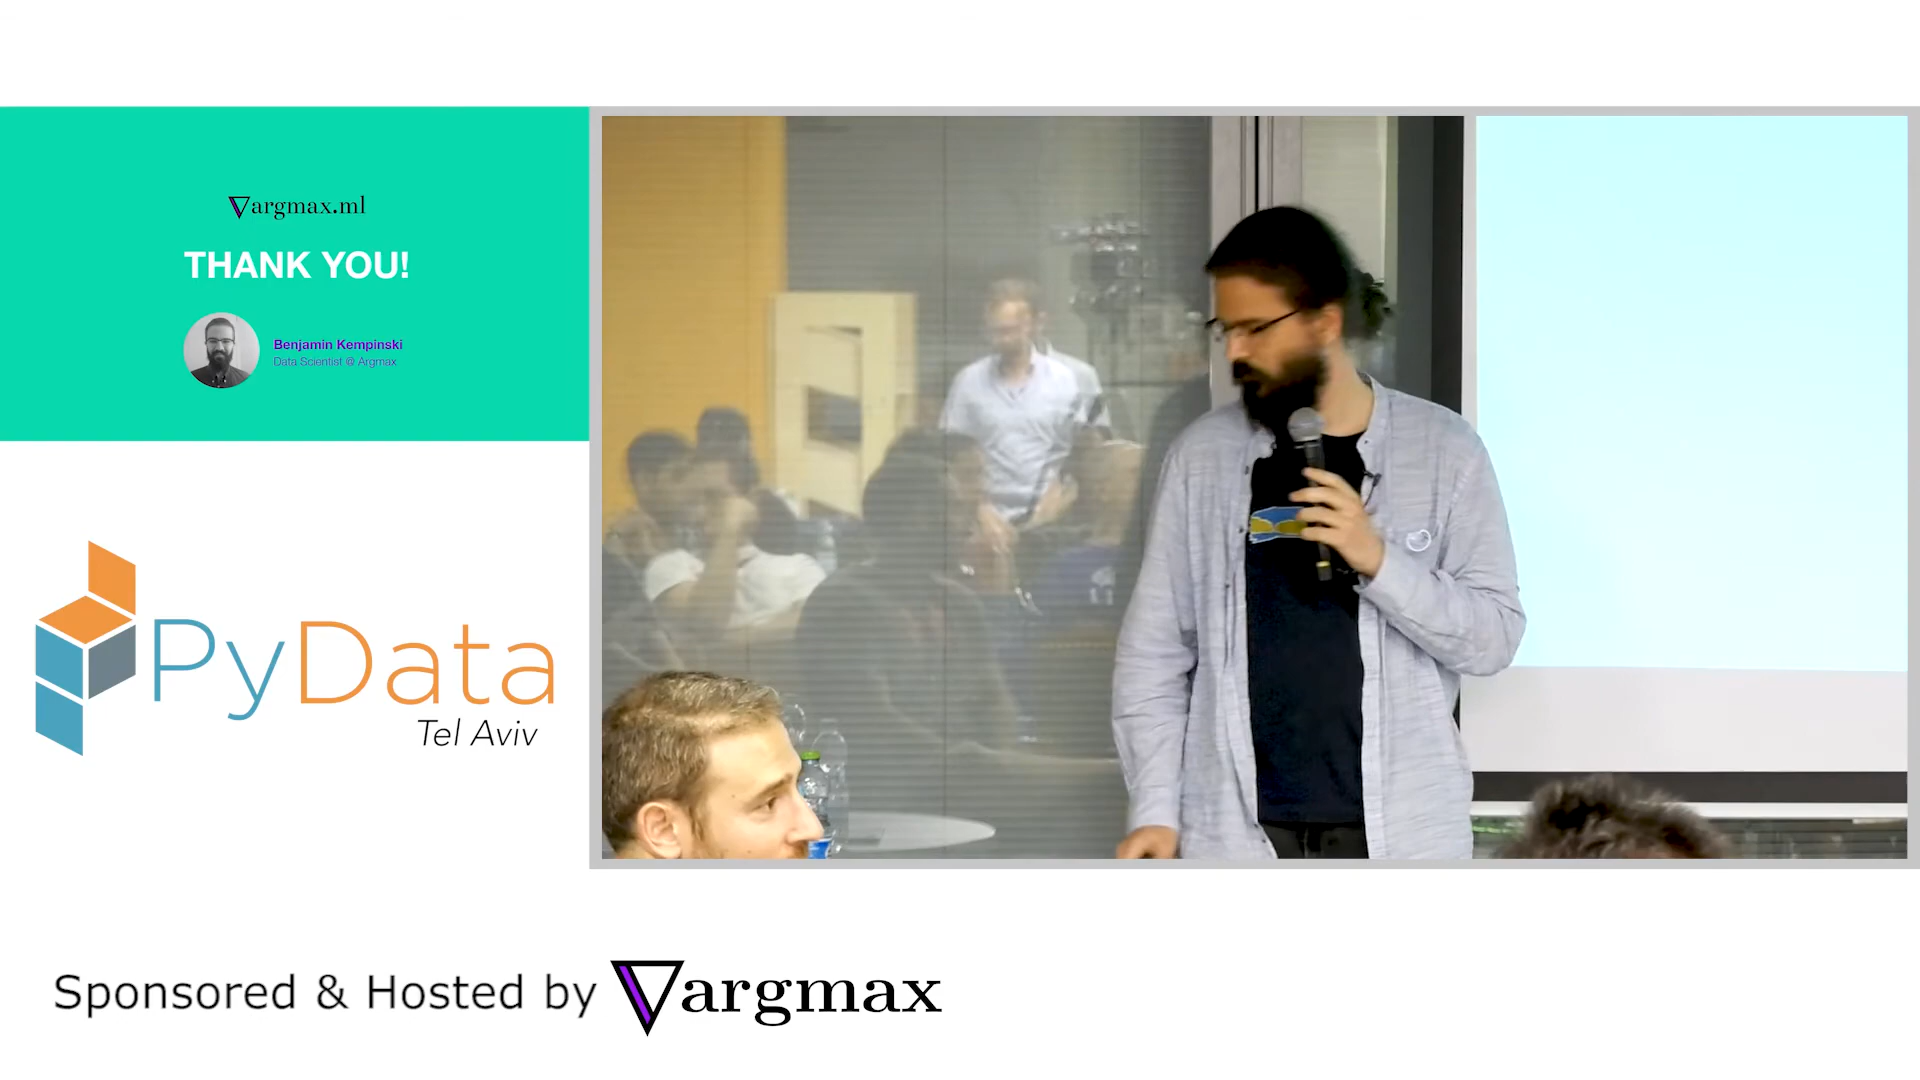 argmax.ml
THANK YOU!
Benjamin Kempinski
Data Scientist @ Argmax
PyData
Tel Aviv
Sponsored & Hosted by argmax